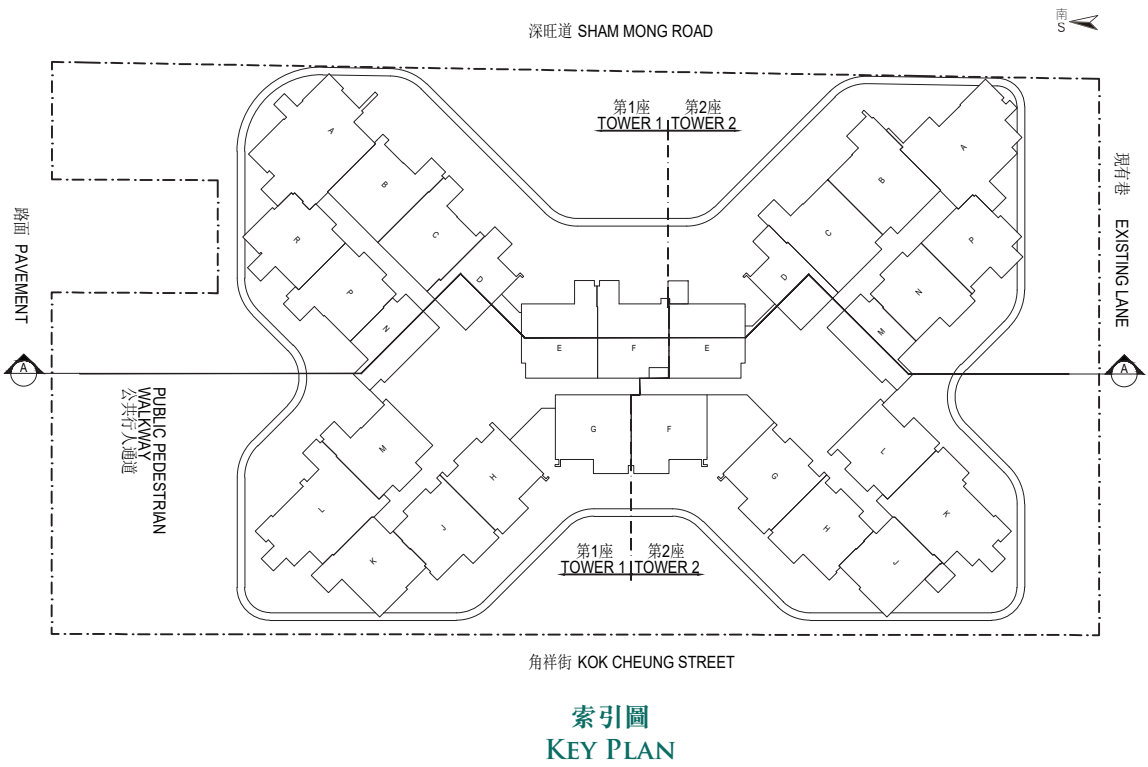 深旺道 SHAM MONG ROAD
南
S
第1座 第2座
TOWER 1 TOWER 2
現有巷 EXISTING LANE
路面 PAVEMENT
A
B
C
D
R
P
N
A
B
C
D
P
N
M
E
F
E
A
A
PUBLIC PEDESTRIAN
WALKWAY
公共行人通道
G
F
M
L
K
J
H
G
H
J
K
L
第1座 第2座
TOWER 1 TOWER 2
角祥街 KOK CHEUNG STREET
索引圖
KEY PLAN